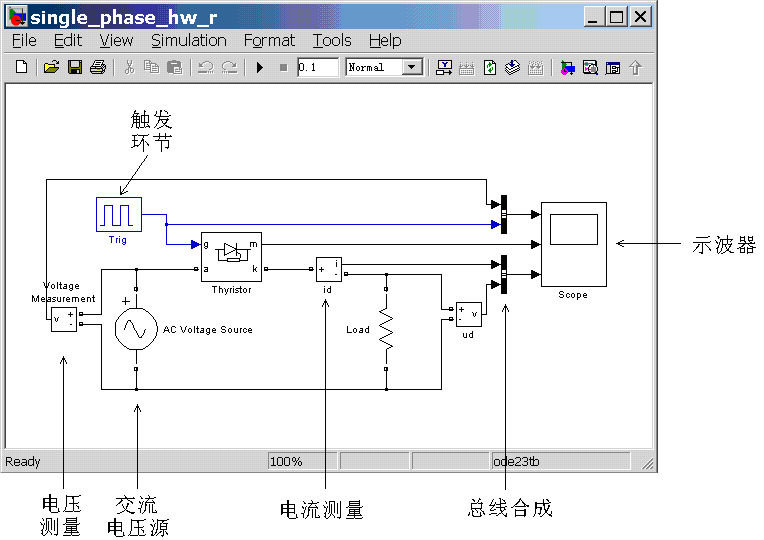 single_phase_hw_r
File Edit View Simulation Format Tools Help
0.1 Normal
触发
环节
Trig
g m
a k
Thyristor
+ i
-
id
示波器
Scope
Voltage
Measurement
v + -
+
AC Voltage Source
Load
+ v
-
ud
Ready 100% ode23tb
电压
测量
交流
电压源
电流测量
总线合成